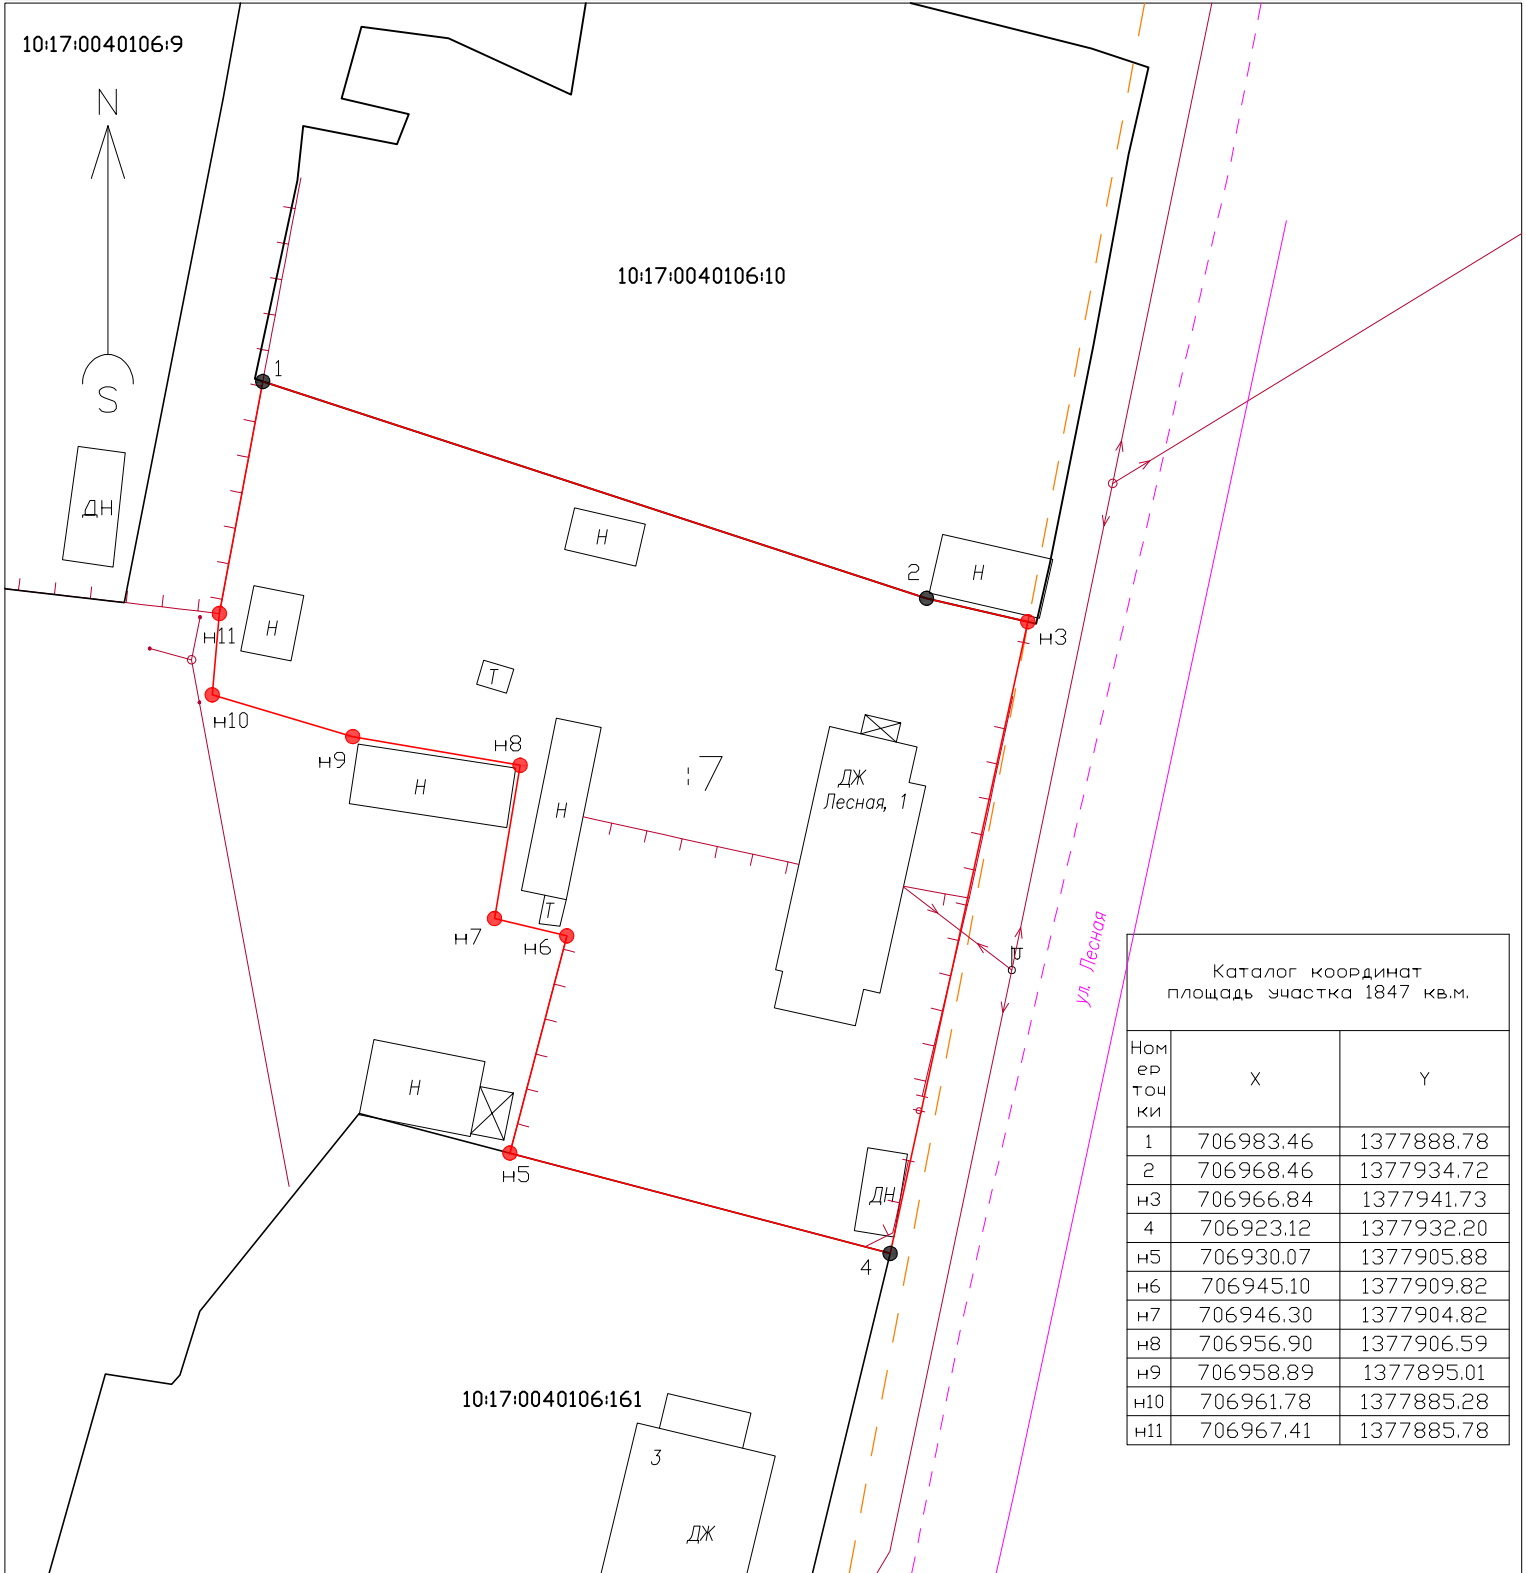 10:17:0040106:9
N
S
10:17:0040106:10
1
ДН
Н
2
Н
н3
н11
Н
Т
н10
н8
н9
Н
:7
Н
ДЖ
Лесная, 1
Т
н7
н6
ул. Лесная
Н
н5
ДН
4
10:17:0040106:161
3
ДЖ
Каталог координат
площадь участка 1847 кв.м.
Ном
ер
точ
ки
X
Y
1 706983.46 1377888.78
2 706968.46 1377934.72
н3 706966.84 1377941.73
4 706923.12 1377932.20
н5 706930.07 1377905.88
н6 706945.10 1377909.82
н7 706946.30 1377904.82
н8 706956.90 1377906.59
н9 706958.89 1377895.01
н10 706961.78 1377885.28
н11 706967.41 1377885.78